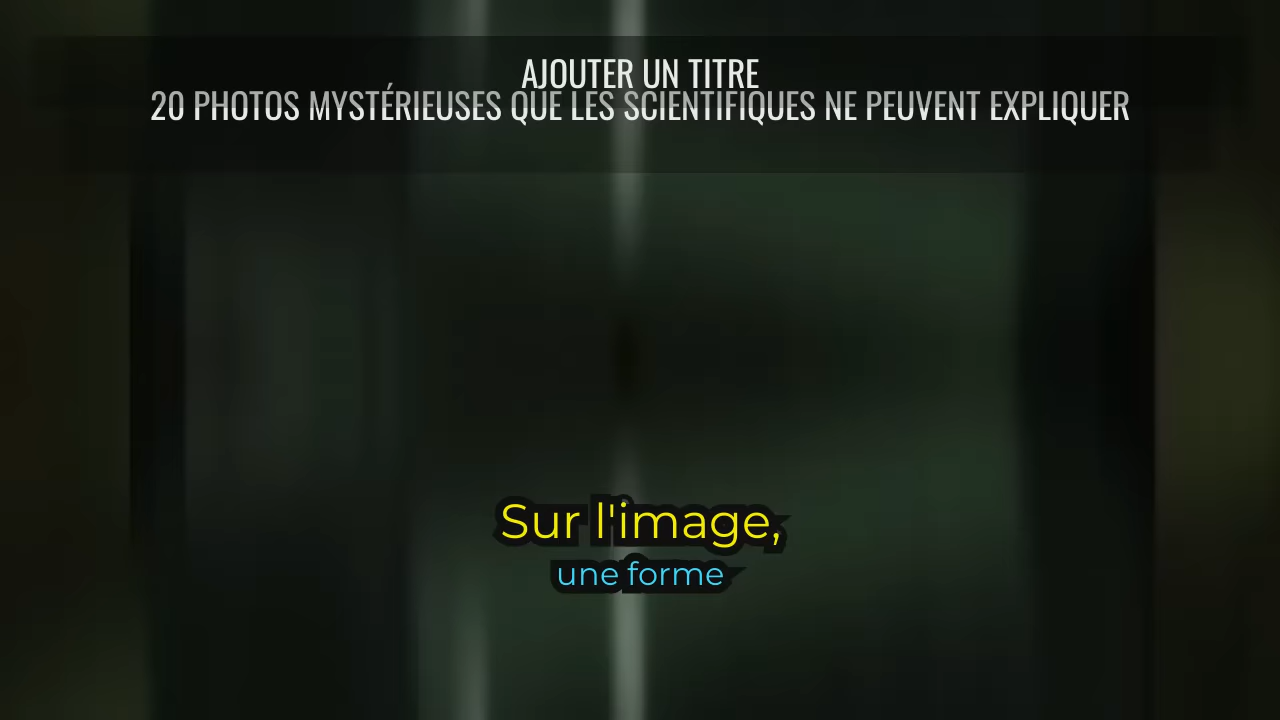 AJOUTER UN TITRE
20 PHOTOS MYSTÉRIEUSES QUE LES SCIENTIFIQUES NE PEUVENT EXPLIQUER
Sur l'image,
une forme